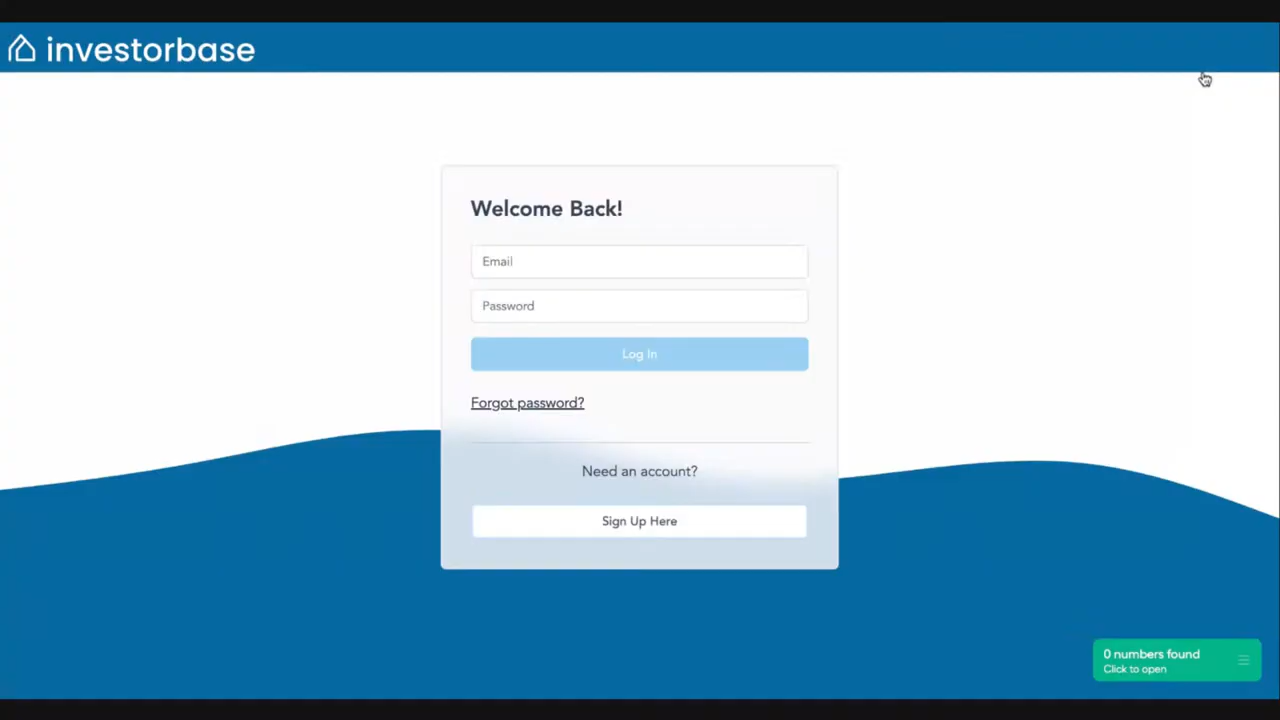 investorbase
Welcome Back!
Email
Password
Log In
Forgot password?
Need an account?
Sign Up Here
0 numbers found
Click to open